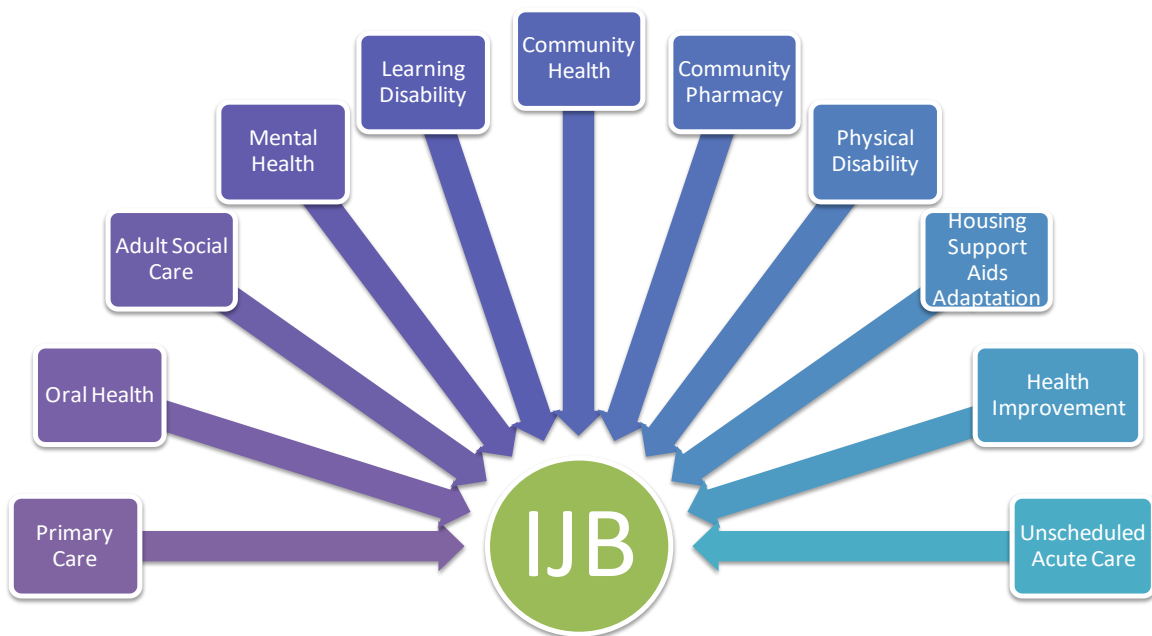 Primary
Care
Oral Health
Adult Social
Care
Mental
Health
Learning
Disability
Community
Health
Community
Pharmacy
Physical
Disability
Housing
Support
Aids
Adaptation
Health
Improvement
Unscheduled
Acute Care
IJB